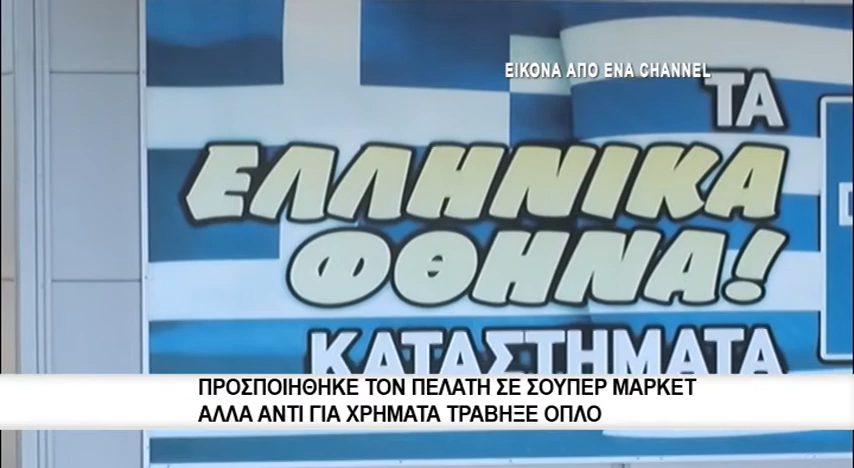 ΕΙΚΟΝΑ ΑΠΟ ΕΝΑ CHANNEL
ΤΑ
ΕΛΛΗΝΙΚΑ
ΦΘΗΝΑ!
ΚΑΤΑΣΤΗΜΑΤΑ
ΠΡΟΣΠΟΙΗΘΗΚΕ ΤΟΝ ΠΕΛΑΤΗ ΣΕ ΣΟΥΠΕΡ ΜΑΡΚΕΤ
ΑΛΛΑ ΑΝΤΙ ΓΙΑ ΧΡΗΜΑΤΑ ΤΡΑΒΗΞΕ ΟΠΛΟ